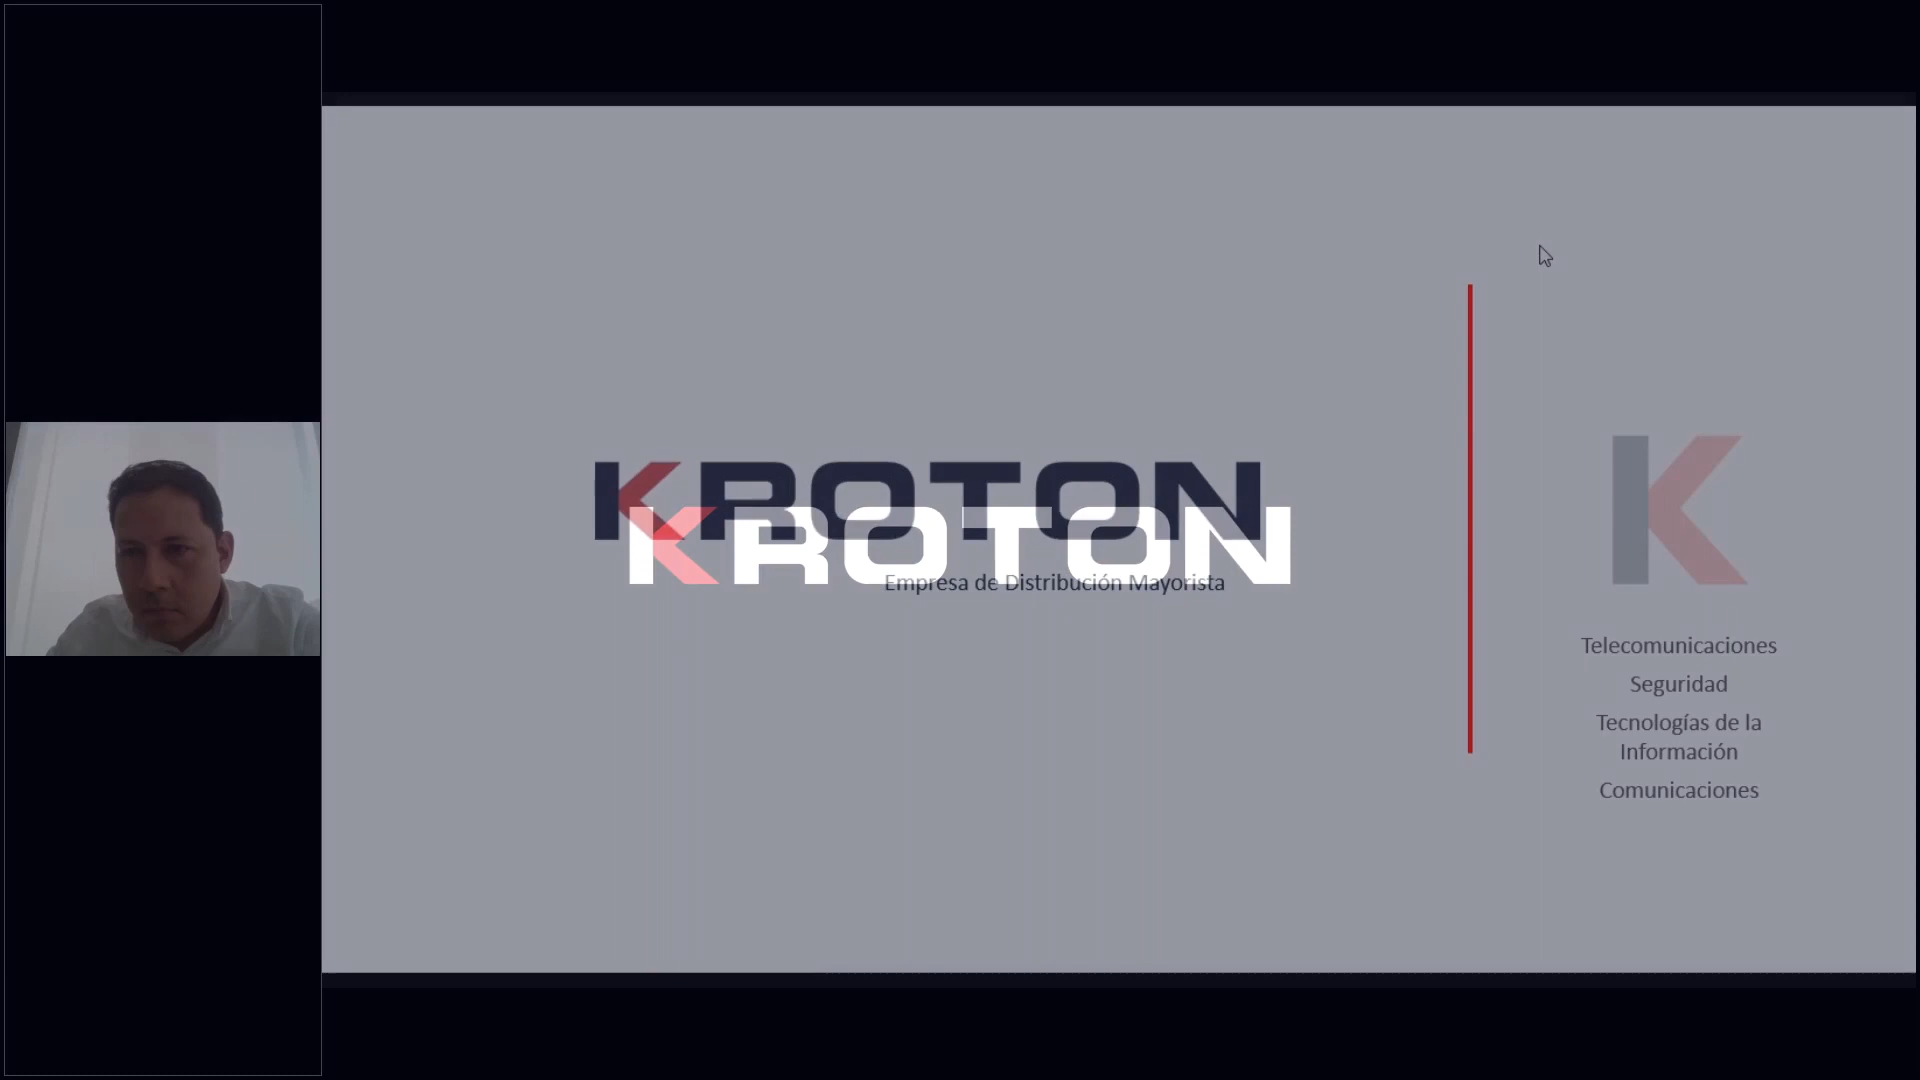 KROTON
KROTON
Empresa de Distribución Mayorista
K
Telecomunicaciones
Seguridad
Tecnologías de la
Información
Comunicaciones